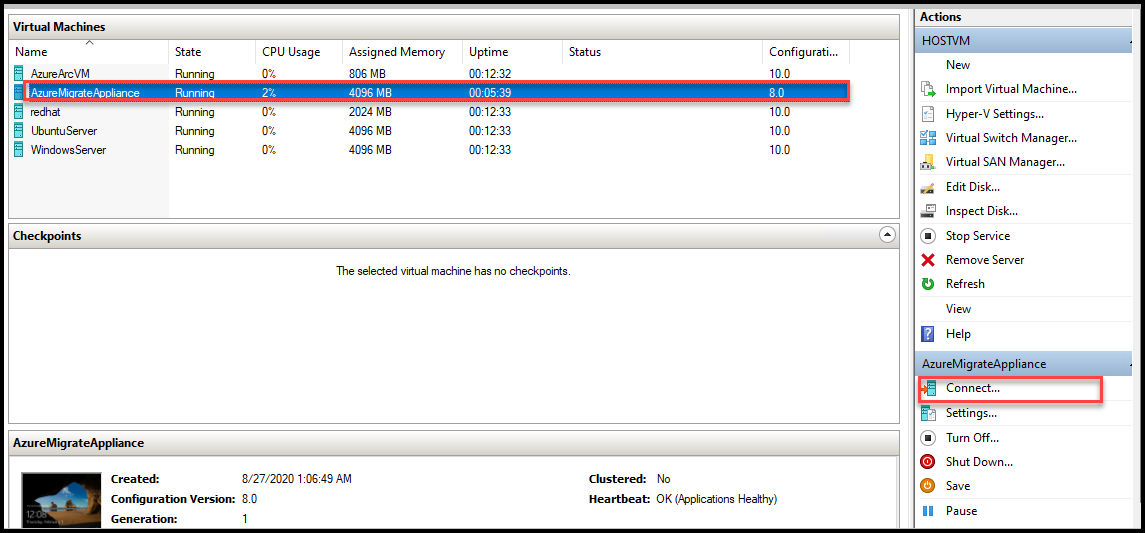 Virtual Machines
Name State CPU Usage Assigned Memory Uptime Status Configurati...
AzureArcVM Running 0% 806 MB 00:12:32 10.0
AzureMigrateAppliance Running 2% 4096 MB 00:05:39 8.0
redhat Running 0% 2024 MB 00:12:33 10.0
UbuntuServer Running 0% 4096 MB 00:12:33 10.0
WindowsServer Running 0% 4096 MB 00:12:33 10.0
Checkpoints
The selected virtual machine has no checkpoints.
AzureMigrateAppliance
Created: 8/27/2020 1:06:49 AM Clustered: No
Configuration Version: 8.0 Heartbeat: OK (Applications Healthy)
Generation: 1
12:08
Actions
HOSTVM
New
Import Virtual Machine...
Hyper-V Settings...
Virtual Switch Manager...
Virtual SAN Manager...
Edit Disk...
Inspect Disk...
Stop Service
Remove Server
Refresh
View
Help
AzureMigrateAppliance
Connect...
Settings...
Turn Off...
Shut Down...
Save
Pause